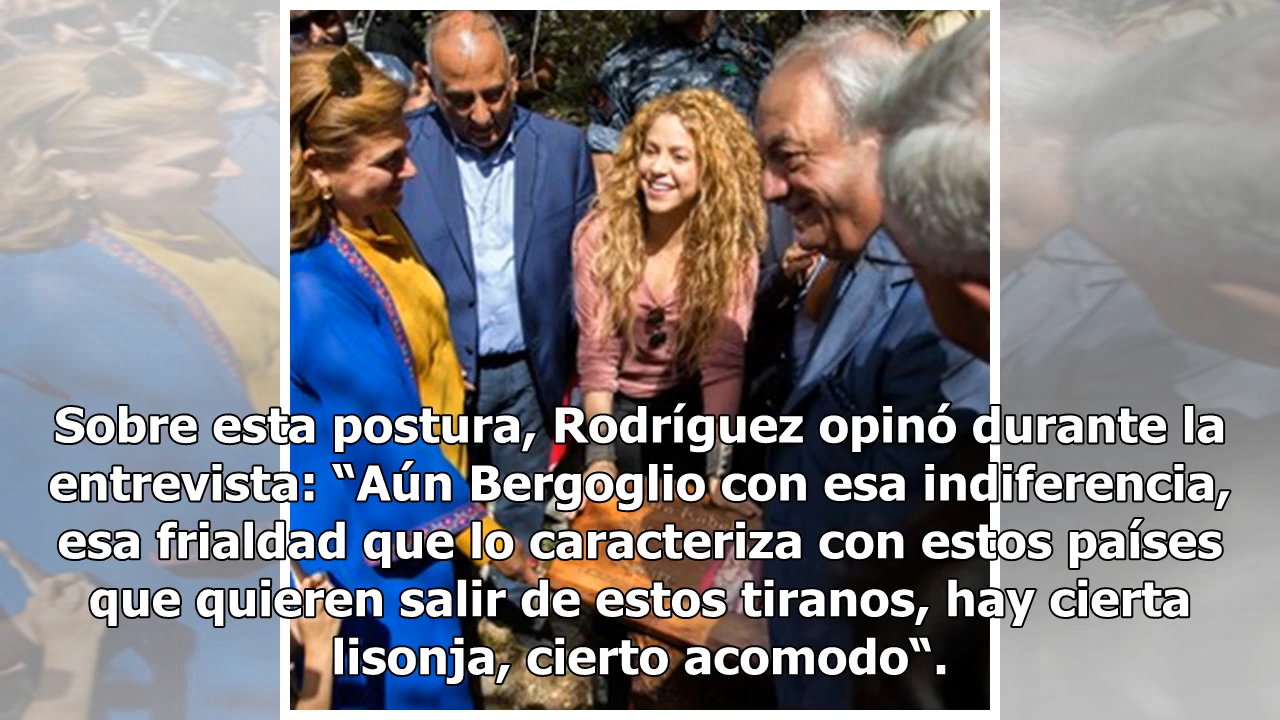 Sobre esta postura, Rodríguez opinó durante la
entrevista: “Aún Bergoglio con esa indiferencia,
esa frialdad que lo caracteriza con estos países
que quieren salir de estos tiranos, hay cierta
lisonja, cierto acomodo“.